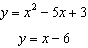 y = x² − 5x + 3
y = x − 6